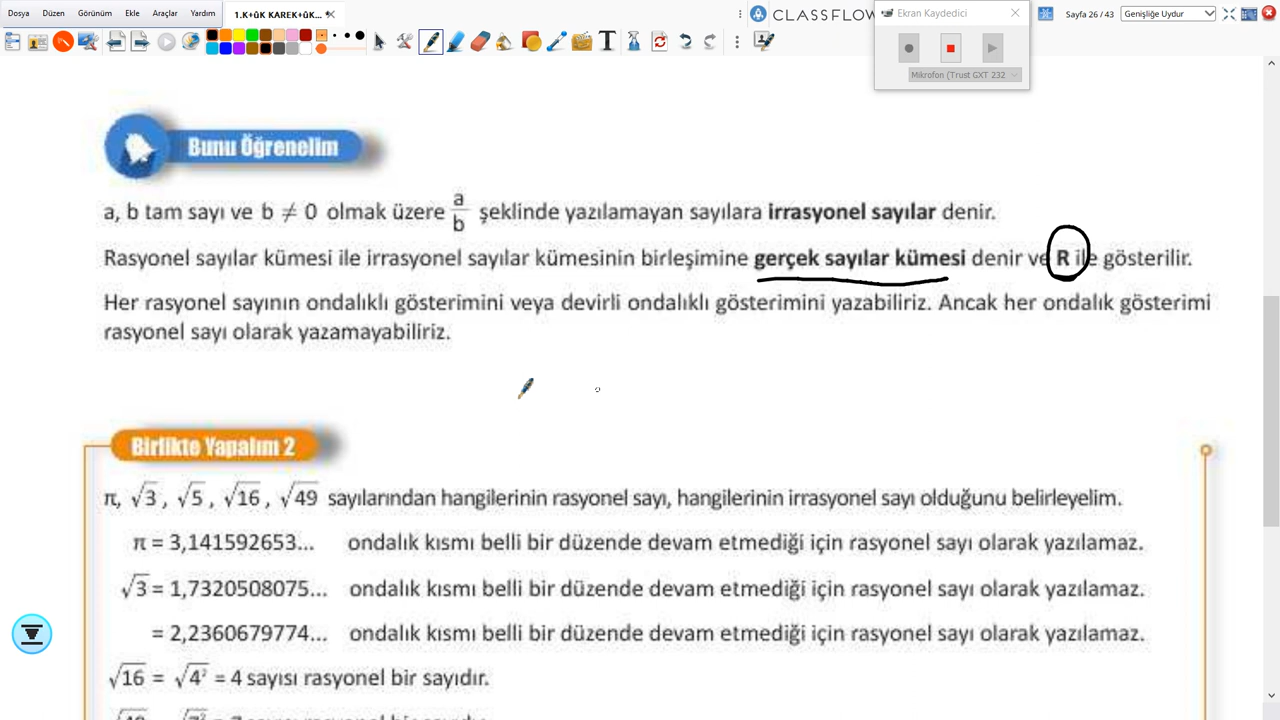 Dosya Düzen Görünüm Ekle Araçlar Yardım
1.K+ûK KAREK+ûK...
CLASSFLOW
Ekran Kaydedici
Sayfa 26 / 43
Genişliğe Uydur
Mikrofon (Trust GXT 232
Bunu Öğrenelim
a, b tam sayı ve b ≠ 0 olmak üzere a/b şeklinde yazılamayan sayılara irrasyonel sayılar denir.
Rasyonel sayılar kümesi ile irrasyonel sayılar kümesinin birleşimine gerçek sayılar kümesi denir ve R ile gösterilir.
Her rasyonel sayının ondalıklı gösterimini veya devirli ondalıklı gösterimini yazabiliriz. Ancak her ondalık gösterimi
rasyonel sayı olarak yazamayabiliriz.
Birlikte Yapalım 2
π, √3 , √5 , √16 , √49 sayılarından hangilerinin rasyonel sayı, hangilerinin irrasyonel sayı olduğunu belirleyelim.
π = 3,141592653... ondalık kısmı belli bir düzende devam etmediği için rasyonel sayı olarak yazılamaz.
√3 = 1,7320508075... ondalık kısmı belli bir düzende devam etmediği için rasyonel sayı olarak yazılamaz.
= 2,2360679774... ondalık kısmı belli bir düzende devam etmediği için rasyonel sayı olarak yazılamaz.
√16 = √4² = 4 sayısı rasyonel bir sayıdır.